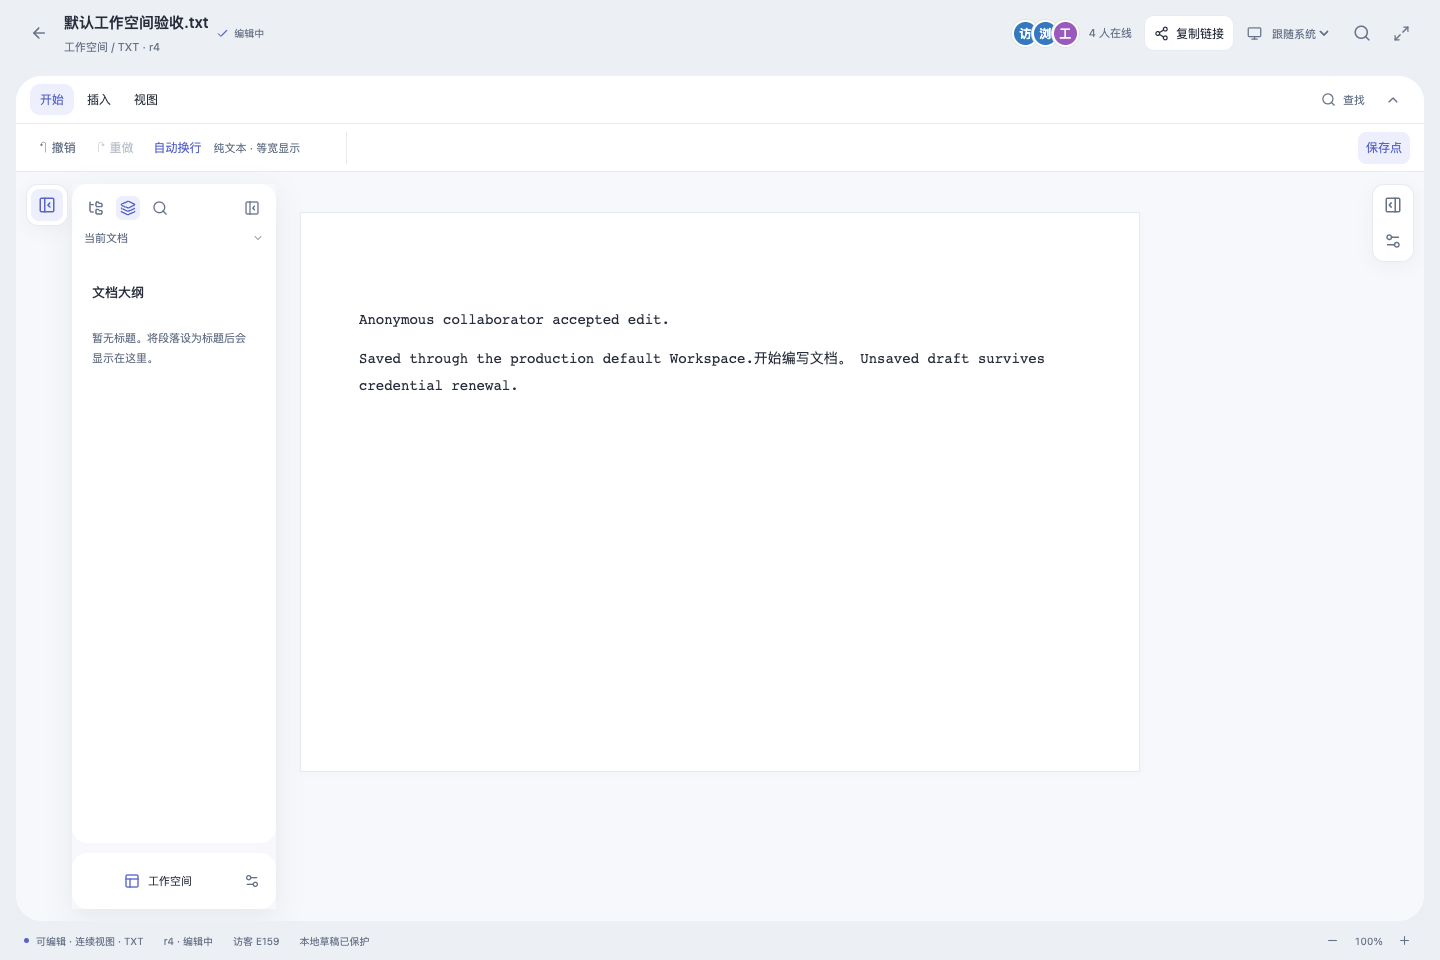 默认工作空间验收.txt
编辑中
工作空间 / TXT · r4
访 浏 工
4 人在线
复制链接
跟随系统
开始 插入 视图
查找
撤销 重做 自动换行 纯文本 · 等宽显示
保存点
当前文档
文档大纲
暂无标题。将段落设为标题后会
显示在这里。
Anonymous collaborator accepted edit.
Saved through the production default Workspace.开始编写文档。 Unsaved draft survives
credential renewal.
工作空间
可编辑 · 连续视图 · TXT r4 · 编辑中 访客 E159 本地草稿已保护
100%